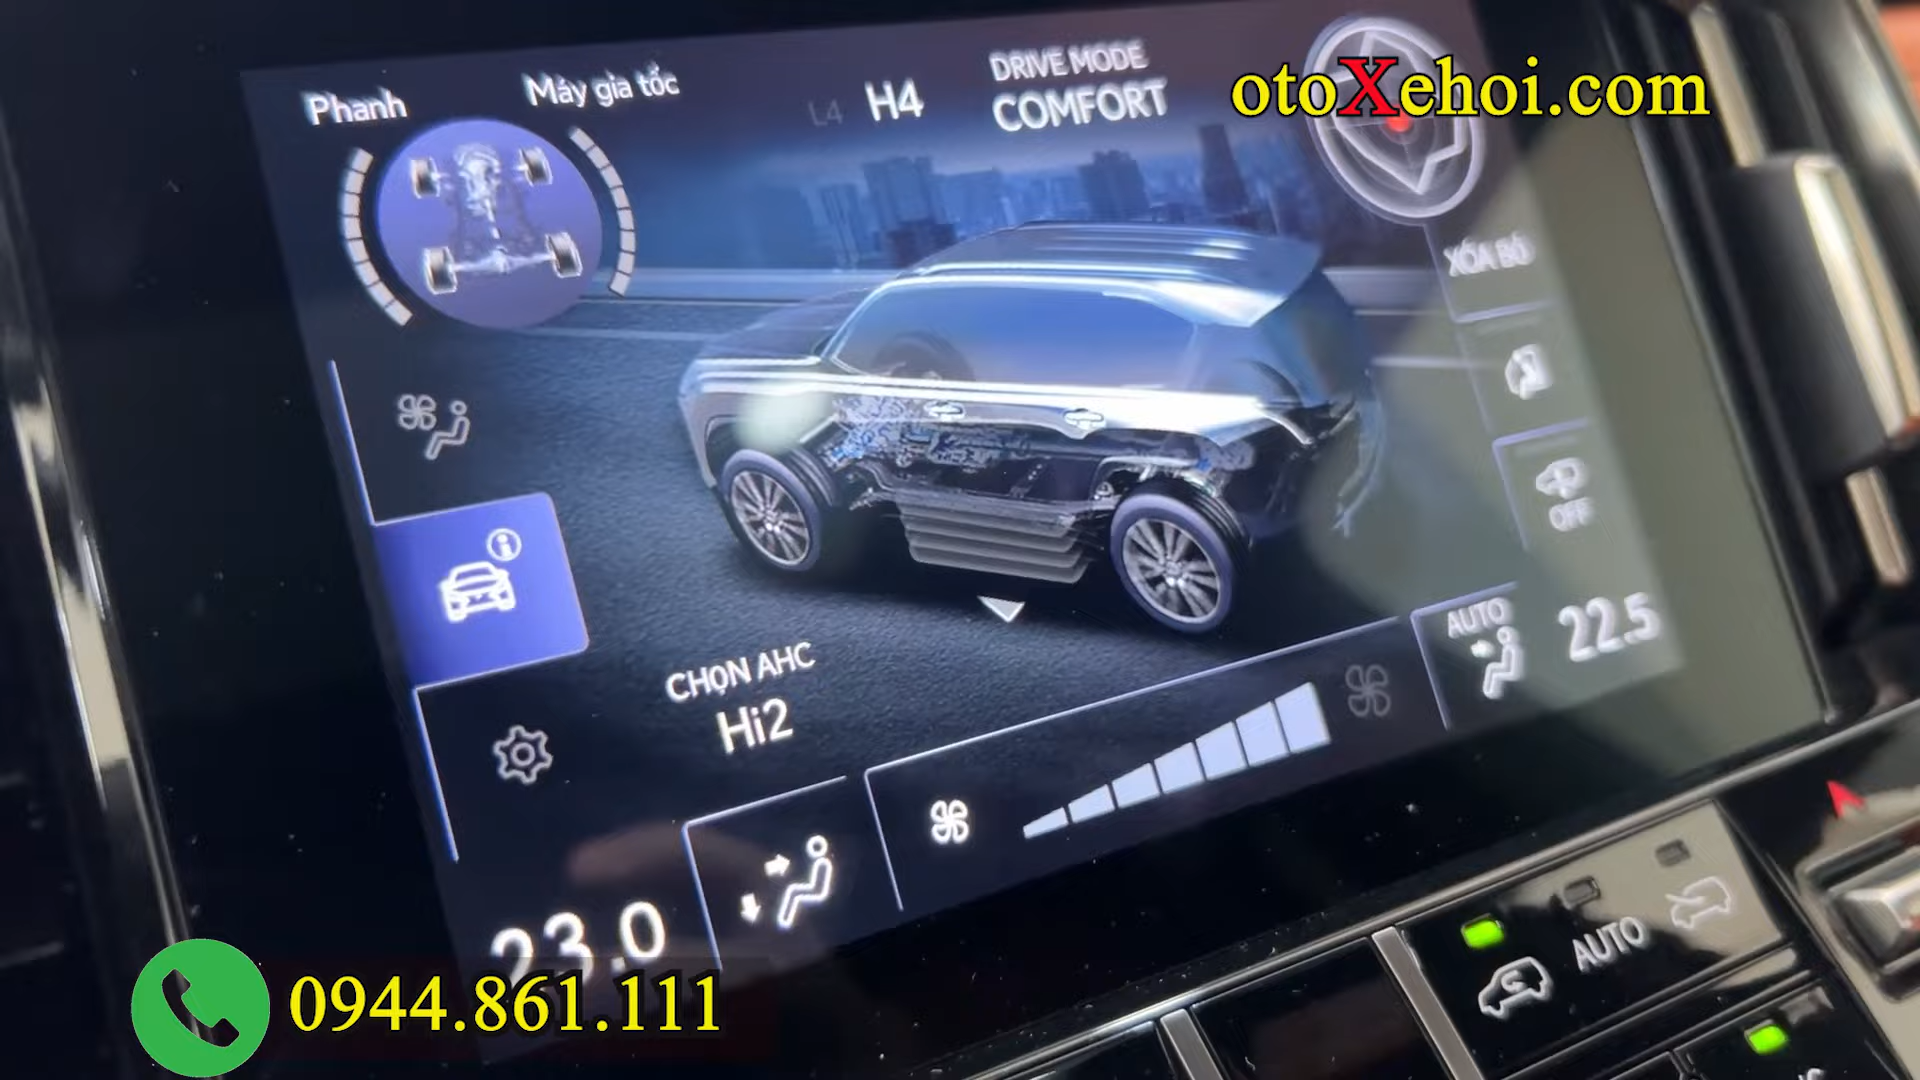 Phanh
Máy gia tốc
L4 H4
DRIVE MODE
COMFORT
otoXehoi.com
XÓA BỎ
OFF
AUTO
22.5
CHỌN AHC
Hi2
23.0
AUTO
0944.861.111